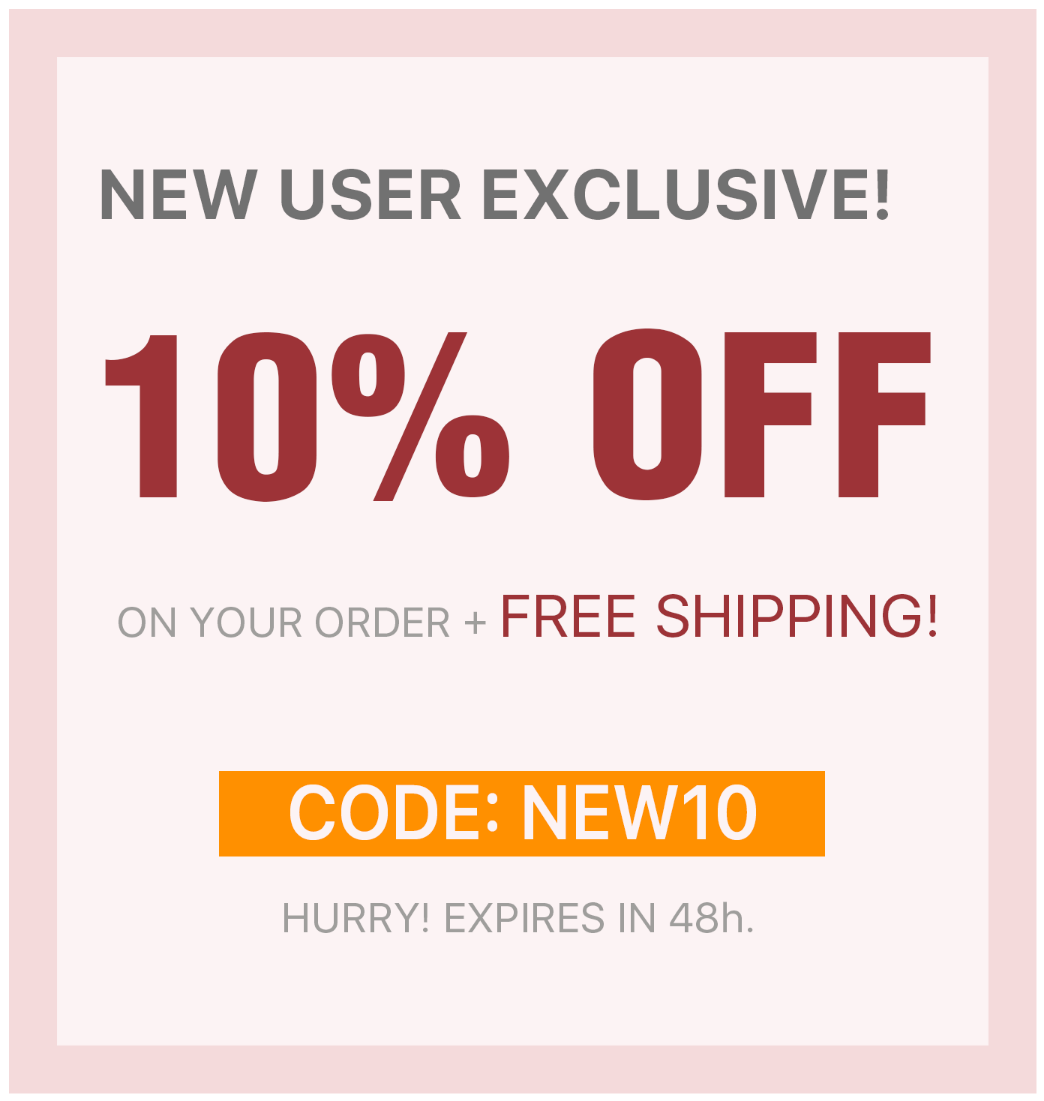 NEW USER EXCLUSIVE!
10% OFF
ON YOUR ORDER + FREE SHIPPING!
CODE: NEW10
HURRY! EXPIRES IN 48h.